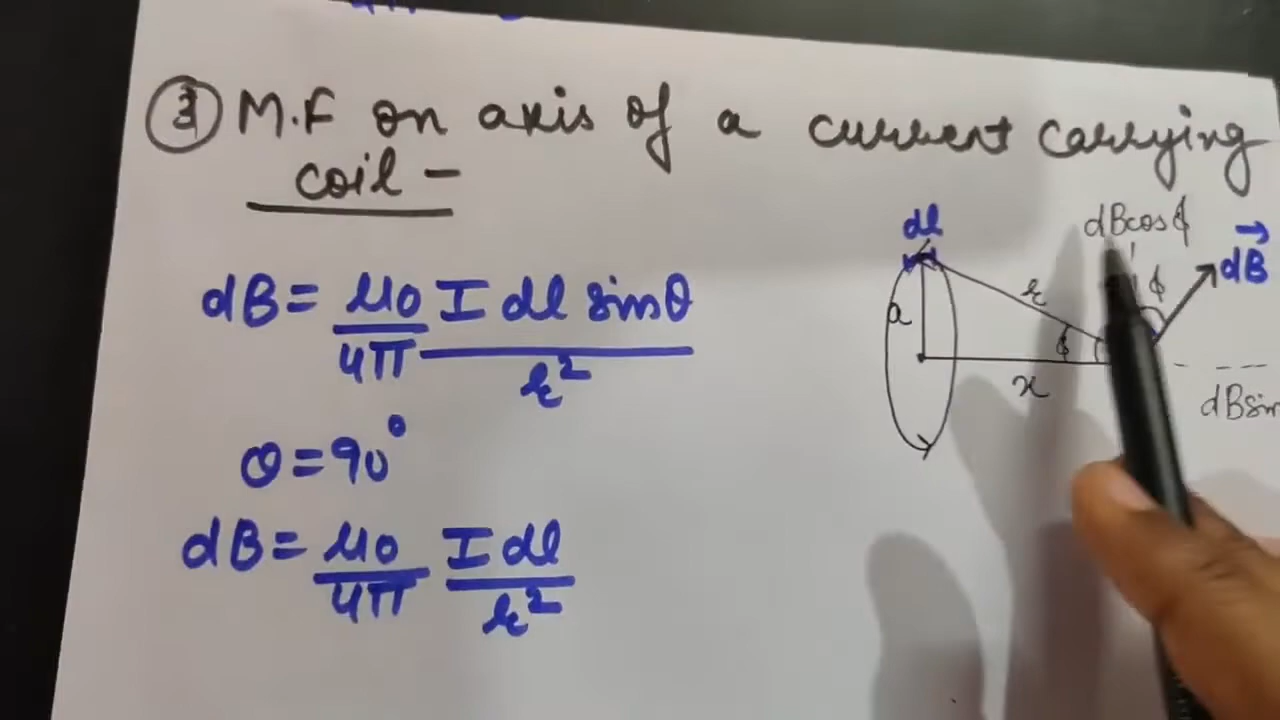 ③ M.F on axis of a current carrying
coil -
dB = μ0/4π I dl sinθ/r²
θ = 90°
dB = μ0/4π I dl/r²
dl
dBcosϕ
dB⃗
ϕ
r
a
ϕ
x
dBsin